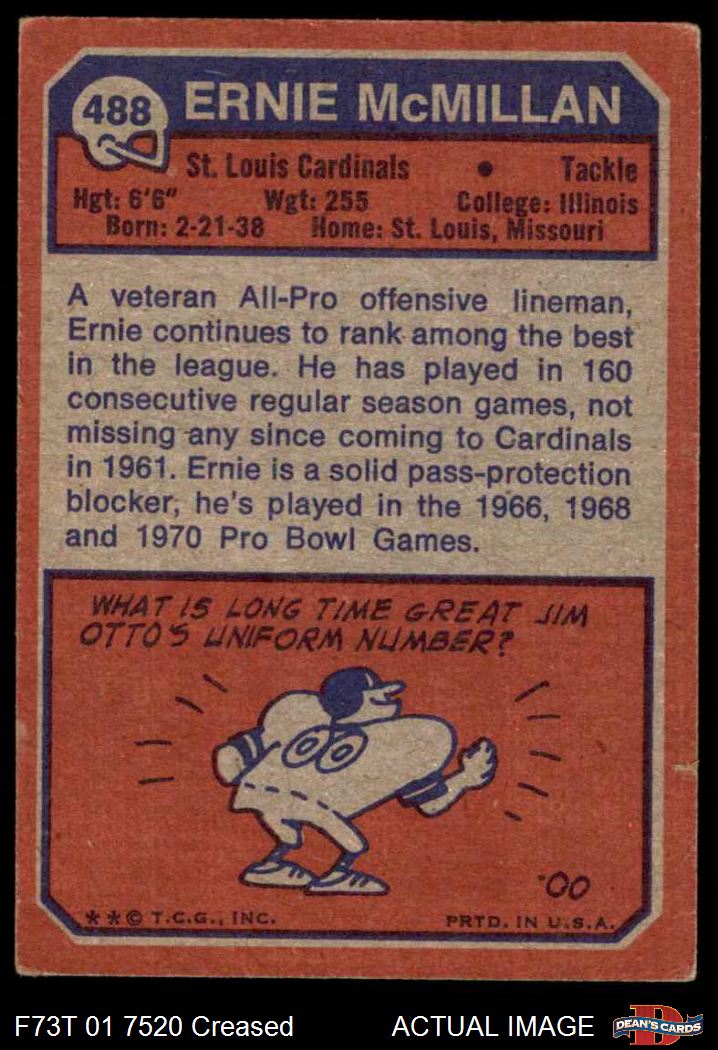 488 ERNIE McMILLAN
St. Louis Cardinals • Tackle
Hgt: 6'6" Wgt: 255 College: Illinois
Born: 2-21-38 Home: St. Louis, Missouri
A veteran All-Pro offensive lineman,
Ernie continues to rank among the best
in the league. He has played in 160
consecutive regular season games, not
missing any since coming to Cardinals
in 1961. Ernie is a solid pass-protection
blocker, he's played in the 1966, 1968
and 1970 Pro Bowl Games.
WHAT IS LONG TIME GREAT JIM
OTTO'S UNIFORM NUMBER?
00
'00
**© T.C.G., INC. PRTD. IN U.S.A.
F73T 01 7520 Creased ACTUAL IMAGE DEAN'S CARDS